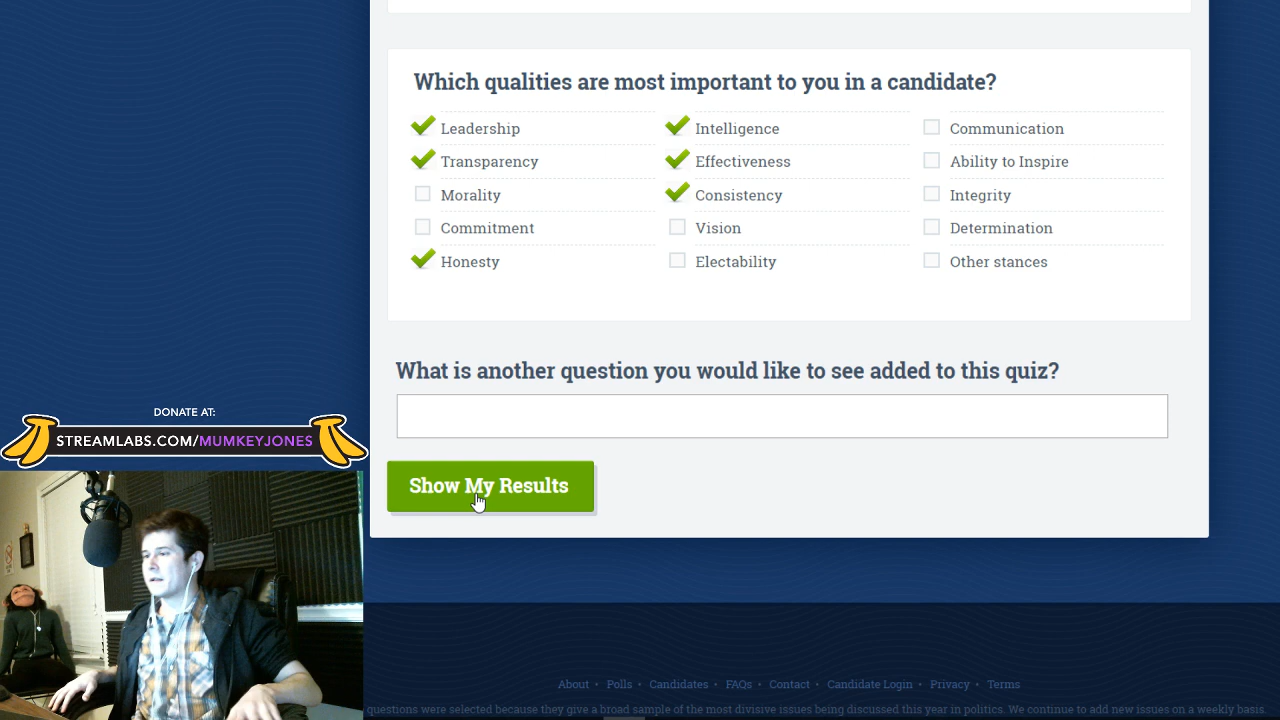 Which qualities are most important to you in a candidate?
Leadership
Intelligence
Communication
Transparency
Effectiveness
Ability to Inspire
Morality
Consistency
Integrity
Commitment
Vision
Determination
Honesty
Electability
Other stances
What is another question you would like to see added to this quiz?
DONATE AT:
STREAMLABS.COM/MUMKEYJONES
Show My Results
About • Polls • Candidates • FAQs • Contact • Candidate Login • Privacy • Terms
questions were selected because they give a broad sample of the most divisive issues being discussed this year in politics. We continue to add new issues on a weekly basis.